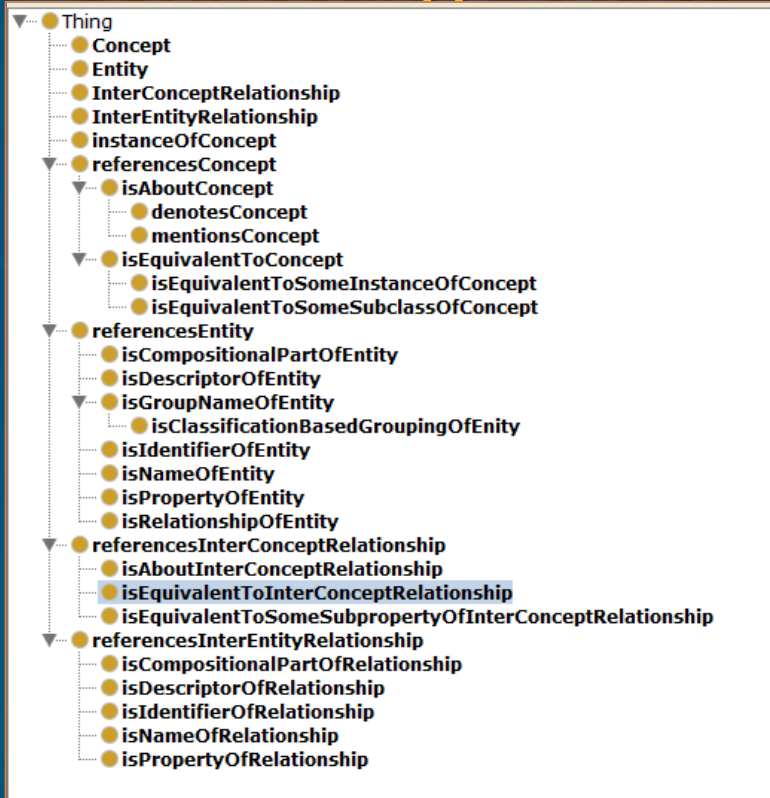 Thing
Concept
Entity
InterConceptRelationship
InterEntityRelationship
instanceOfConcept
referencesConcept
isAboutConcept
denotesConcept
mentionsConcept
isEquivalentToConcept
isEquivalentToSomeInstanceOfConcept
isEquivalentToSomeSubclassOfConcept
referencesEntity
isCompositionalPartOfEntity
isDescriptorOfEntity
isGroupNameOfEntity
isClassificationBasedGroupingOfEnity
isIdentifierOfEntity
isNameOfEntity
isPropertyOfEntity
isRelationshipOfEntity
referencesInterConceptRelationship
isAboutInterConceptRelationship
isEquivalentToInterConceptRelationship
isEquivalentToSomeSubpropertyOfInterConceptRelationship
referencesInterEntityRelationship
isCompositionalPartOfRelationship
isDescriptorOfRelationship
isIdentifierOfRelationship
isNameOfRelationship
isPropertyOfRelationship